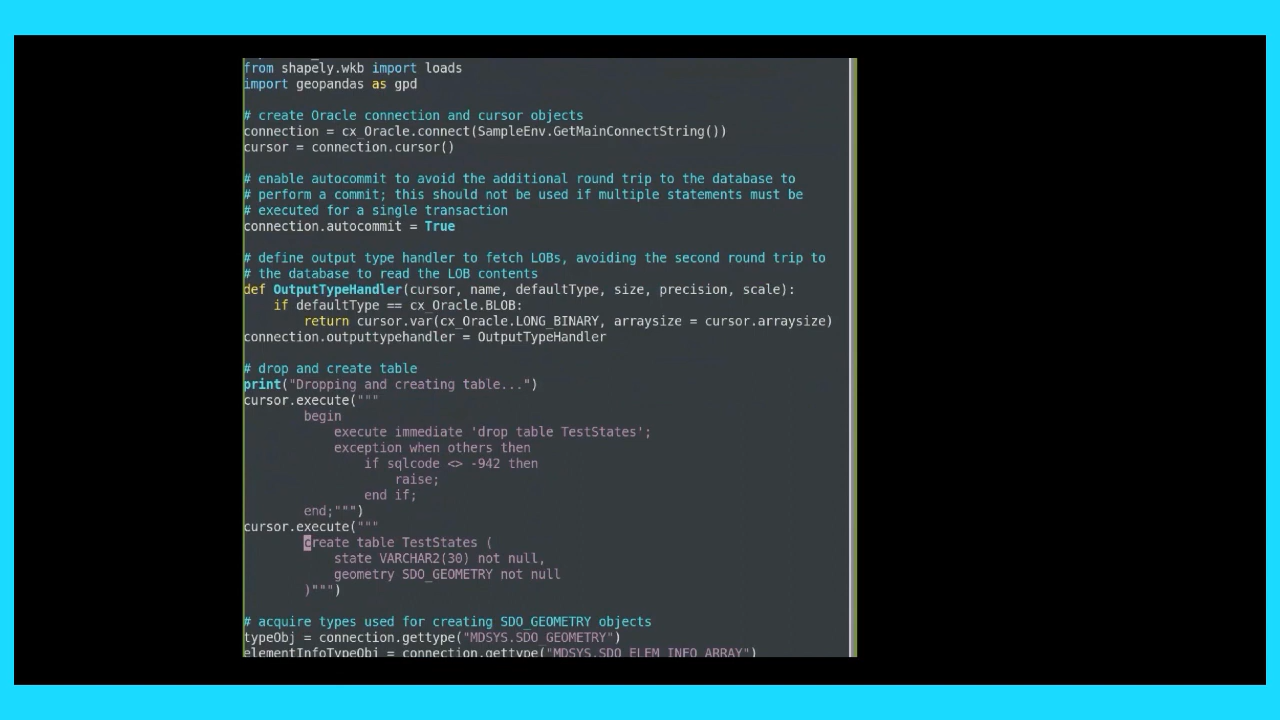 from shapely.wkb import loads
import geopandas as gpd
# create Oracle connection and cursor objects
connection = cx_Oracle.connect(SampleEnv.GetMainConnectString())
cursor = connection.cursor()
# enable autocommit to avoid the additional round trip to the database to
# perform a commit; this should not be used if multiple statements must be
# executed for a single transaction
connection.autocommit = True
# define output type handler to fetch LOBs, avoiding the second round trip to
# the database to read the LOB contents
def OutputTypeHandler(cursor, name, defaultType, size, precision, scale):
    if defaultType == cx_Oracle.BLOB:
        return cursor.var(cx_Oracle.LONG_BINARY, arraysize = cursor.arraysize)
connection.outputtypehandler = OutputTypeHandler
# drop and create table
print("Dropping and creating table...")
cursor.execute("""
        begin
            execute immediate 'drop table TestStates';
            exception when others then
                if sqlcode <> -942 then
                    raise;
                end if;
        end;""")
cursor.execute("""
        create table TestStates (
            state VARCHAR2(30) not null,
            geometry SDO_GEOMETRY not null
        )""")
# acquire types used for creating SDO_GEOMETRY objects
typeObj = connection.gettype("MDSYS.SDO_GEOMETRY")
elementInfoTypeObj = connection.gettype("MDSYS.SDO_ELEM_INFO_ARRAY")